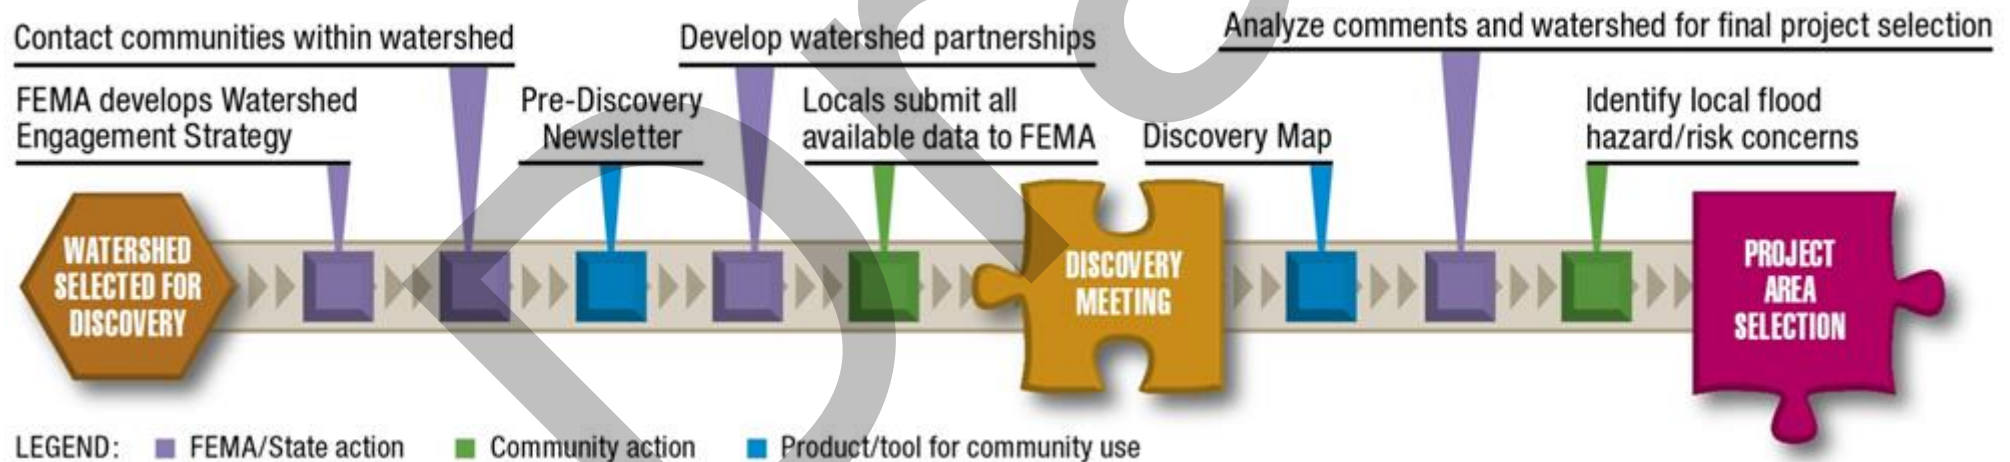 Contact communities within watershed
Develop watershed partnerships
Analyze comments and watershed for final project selection
FEMA develops Watershed
Engagement Strategy
Pre-Discovery
Newsletter
Locals submit all
available data to FEMA
Discovery Map
Identify local flood
hazard/risk concerns
WATERSHED
SELECTED FOR
DISCOVERY
DISCOVERY
MEETING
PROJECT
AREA
SELECTION
LEGEND:
FEMA/State action
Community action
Product/tool for community use